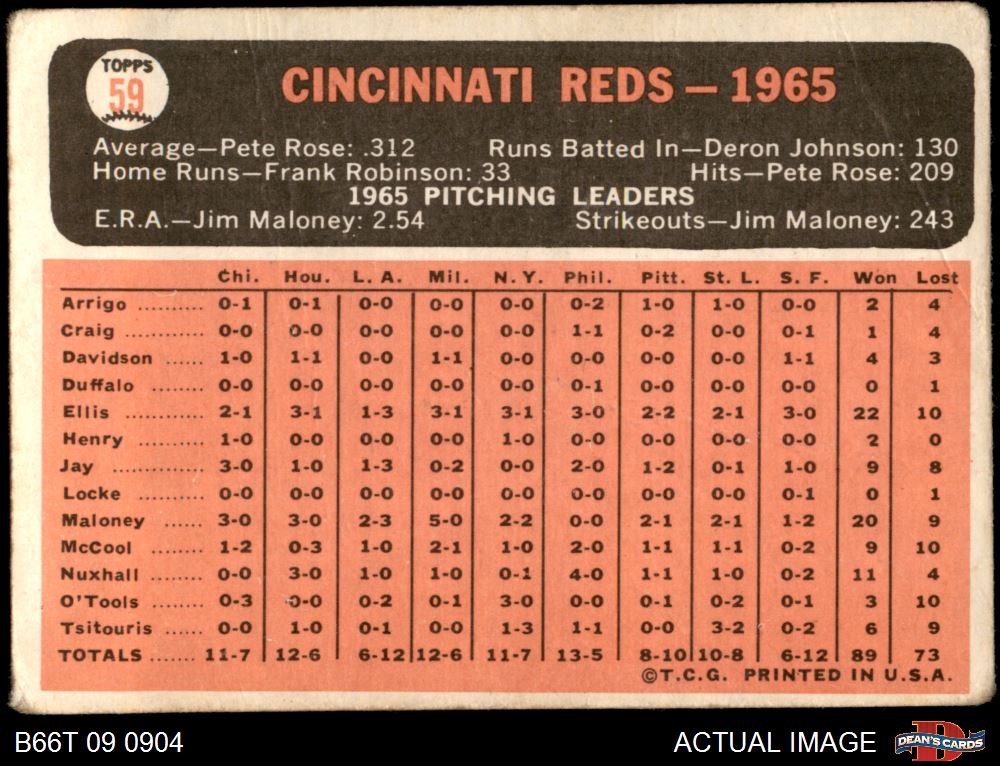 TOPPS
59
CINCINNATI REDS — 1965
Average—Pete Rose: .312 Runs Batted In—Deron Johnson: 130
Home Runs—Frank Robinson: 33 Hits—Pete Rose: 209
1965 PITCHING LEADERS
E.R.A.—Jim Maloney: 2.54 Strikeouts—Jim Maloney: 243
Chi. Hou. L. A. Mil. N. Y. Phil. Pitt. St. L. S. F. Won Lost
Arrigo .......... 0-1 0-1 0-0 0-0 0-0 0-2 1-0 1-0 0-0 2 4
Craig ............ 0-0 0-0 0-0 0-0 0-0 1-1 0-2 0-0 0-1 1 4
Davidson ...... 1-0 1-1 0-0 1-1 0-0 0-0 0-0 0-0 1-1 4 3
Duffalo ......... 0-0 0-0 0-0 0-0 0-0 0-1 0-0 0-0 0-0 0 1
Ellis ............. 2-1 3-1 1-3 3-1 3-1 3-0 2-2 2-1 3-0 22 10
Henry .......... 1-0 0-0 0-0 0-0 1-0 0-0 0-0 0-0 0-0 2 0
Jay .............. 3-0 1-0 1-3 0-2 0-0 2-0 1-2 0-1 1-0 9 8
Locke .......... 0-0 0-0 0-0 0-0 0-0 0-0 0-0 0-0 0-1 0 1
Maloney ...... 3-0 3-0 2-3 5-0 2-2 0-0 2-1 2-1 1-2 20 9
McCool ........ 1-2 0-3 1-0 2-1 1-0 2-0 1-1 1-1 0-2 9 10
Nuxhall ........ 0-0 3-0 1-0 1-0 0-1 4-0 1-1 1-0 0-2 11 4
O'Tools ........ 0-3 0-0 0-2 0-1 3-0 0-0 0-1 0-2 0-1 3 10
Tsitouris ...... 0-0 1-0 0-1 0-0 1-3 1-1 0-0 3-2 0-2 6 9
TOTALS ....... 11-7 12-6 6-12 12-6 11-7 13-5 8-10 10-8 6-12 89 73
©T.C.G. PRINTED IN U.S.A.
B66T 09 0904 ACTUAL IMAGE DEAN'S CARDS